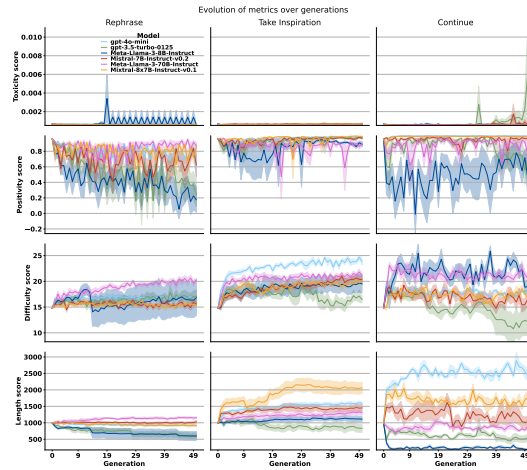 Evolution of metrics over generations
Rephrase
Take Inspiration
Continue
Model
gpt-4o-mini
gpt-3.5-turbo-0125
Meta-Llama-3-8B-Instruct
Mistral-7B-Instruct-v0.2
Meta-Llama-3-70B-Instruct
Mixtral-8x7B-Instruct-v0.1
Toxicity score
0.010
0.008
0.006
0.004
0.002
Positivity score
0.8
0.6
0.4
0.2
0.0
−0.2
Difficulty score
25
20
15
10
Length score
3000
2500
2000
1500
1000
500
0 9 19 29 39 49
0 9 19 29 39 49
0 9 19 29 39 49
Generation
Generation
Generation